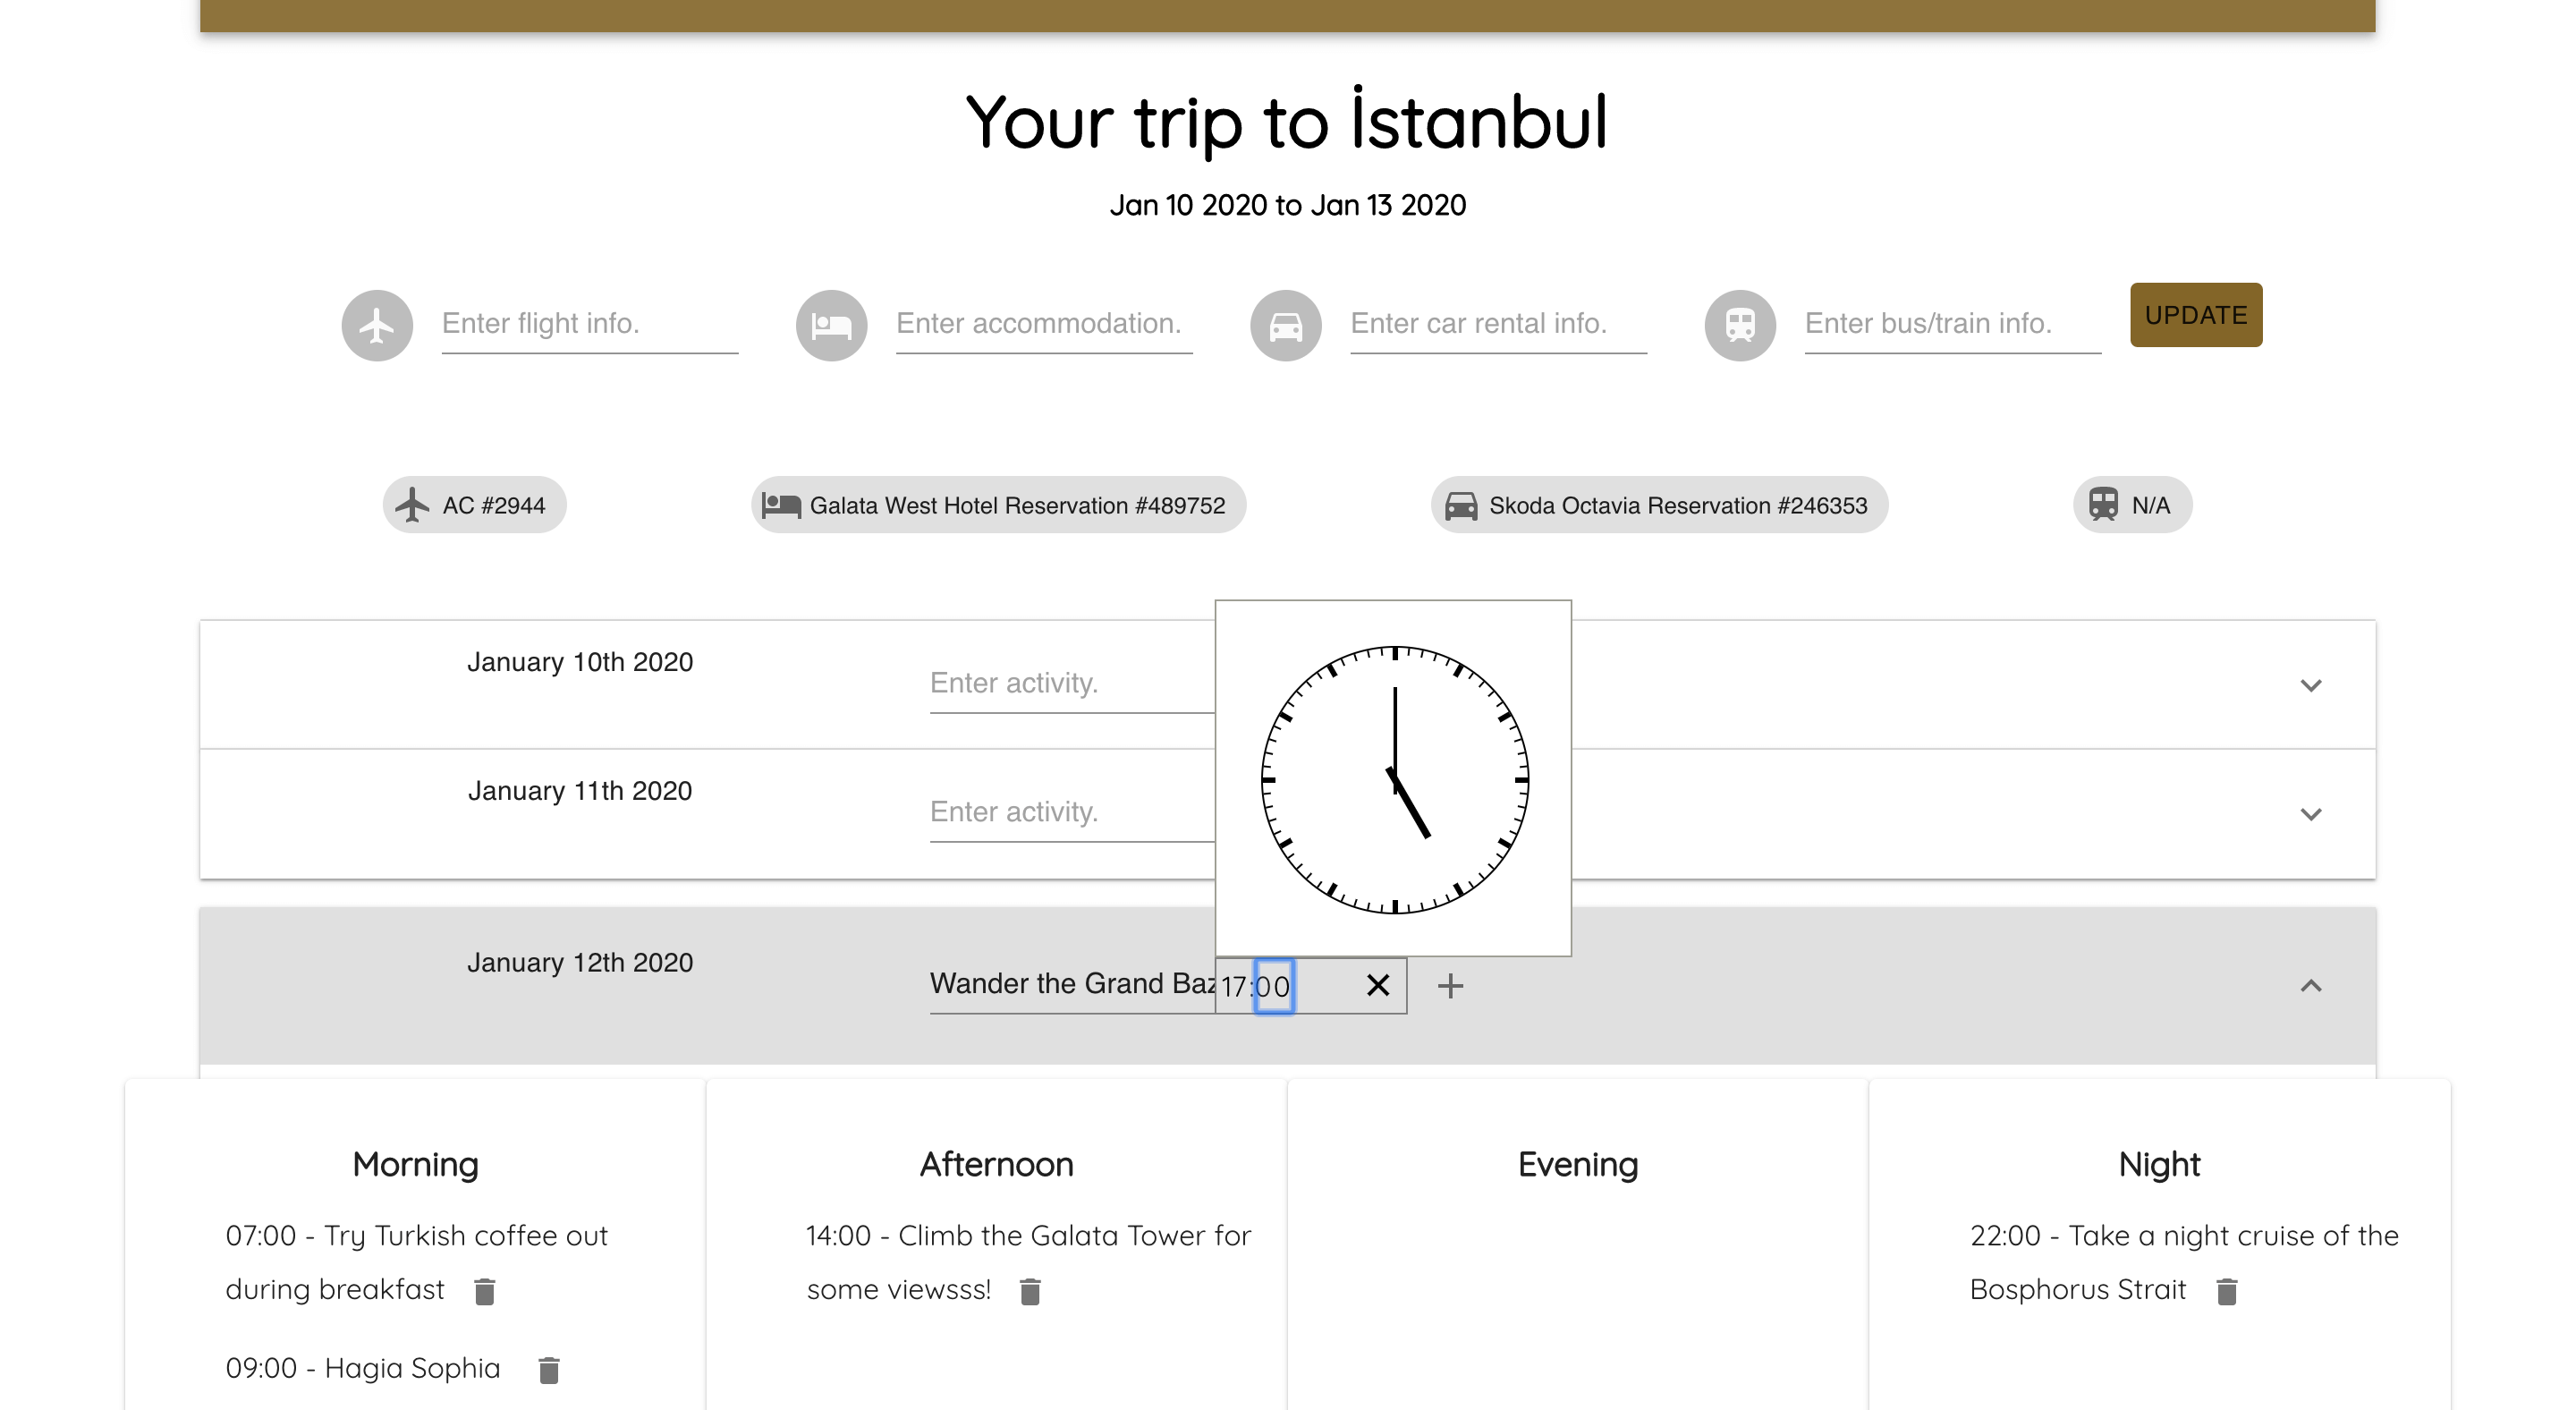 Your trip to İstanbul
Jan 10 2020 to Jan 13 2020
Enter flight info.
Enter accommodation.
Enter car rental info.
Enter bus/train info.
UPDATE
AC #2944
Galata West Hotel Reservation #489752
Skoda Octavia Reservation #246353
N/A
January 10th 2020
Enter activity.
January 11th 2020
Enter activity.
January 12th 2020
Wander the Grand Baz
17:00
Morning
07:00 - Try Turkish coffee out
during breakfast
09:00 - Hagia Sophia
Afternoon
14:00 - Climb the Galata Tower for
some viewsss!
Evening
Night
22:00 - Take a night cruise of the
Bosphorus Strait